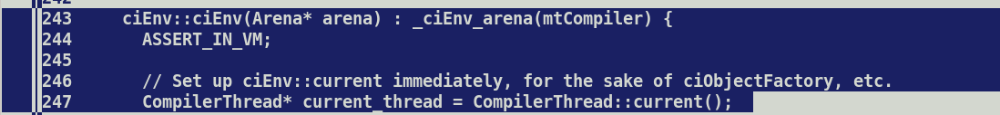 242
243 ciEnv::ciEnv(Arena* arena) : _ciEnv_arena(mtCompiler) {
244 ASSERT_IN_VM;
245
246 // Set up ciEnv::current immediately, for the sake of ciObjectFactory, etc.
247 CompilerThread* current_thread = CompilerThread::current();